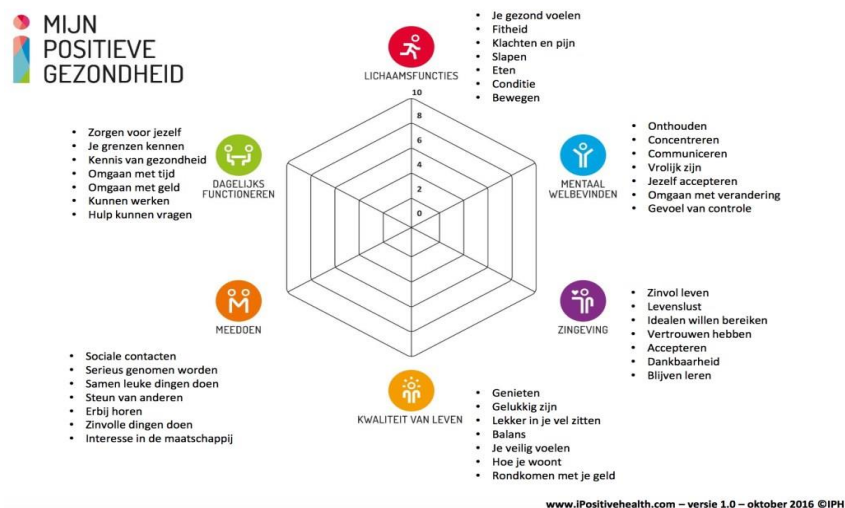 MIJN
POSITIEVE
GEZONDHEID
LICHAAMSFUNCTIES
• Je gezond voelen
• Fitheid
• Klachten en pijn
• Slapen
• Eten
• Conditie
• Bewegen
10
8
6
4
2
0
• Zorgen voor jezelf
• Je grenzen kennen
• Kennis van gezondheid
• Omgaan met tijd
• Omgaan met geld
• Kunnen werken
• Hulp kunnen vragen
DAGELIJKS
FUNCTIONEREN
MENTAAL
WELBEVINDEN
• Onthouden
• Concentreren
• Communiceren
• Vrolijk zijn
• Jezelf accepteren
• Omgaan met verandering
• Gevoel van controle
MEEDOEN
• Sociale contacten
• Serieus genomen worden
• Samen leuke dingen doen
• Steun van anderen
• Erbij horen
• Zinvolle dingen doen
• Interesse in de maatschappij
ZINGEVING
• Zinvol leven
• Levenslust
• Idealen willen bereiken
• Vertrouwen hebben
• Accepteren
• Dankbaarheid
• Blijven leren
KWALITEIT VAN LEVEN
• Genieten
• Gelukkig zijn
• Lekker in je vel zitten
• Balans
• Je veilig voelen
• Hoe je woont
• Rondkomen met je geld
www.iPositivehealth.com – versie 1.0 – oktober 2016 ©IPH